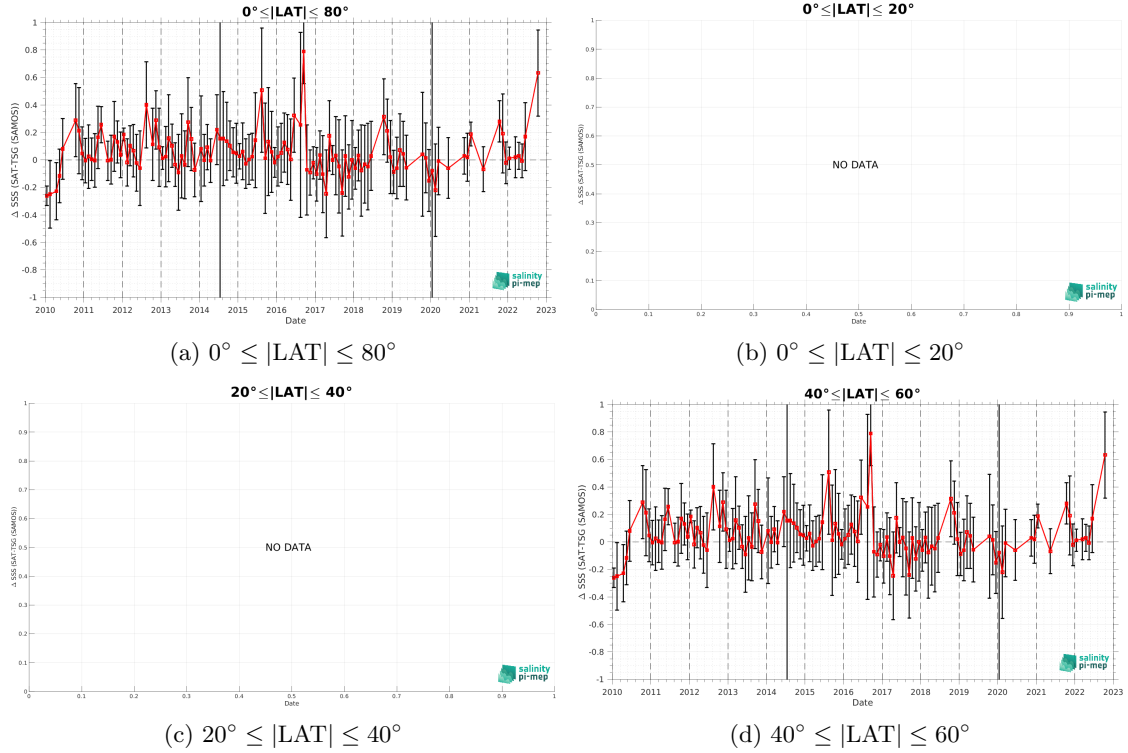 0°≤|LAT|≤ 80°
Δ SSS (SAT-TSG (SAMOS))
1
0.8
0.6
0.4
0.2
0
-0.2
-0.4
-0.6
-0.8
-1
2010 2011 2012 2013 2014 2015 2016 2017 2018 2019 2020 2021 2022 2023
Date
salinity
pi-mep
(a) 0° ≤ |LAT| ≤ 80°
0°≤|LAT|≤ 20°
Δ SSS (SAT-TSG (SAMOS))
1
0.9
0.8
0.7
0.6
0.5
0.4
0.3
0.2
0.1
0
NO DATA
0 0.1 0.2 0.3 0.4 0.5 0.6 0.7 0.8 0.9 1
Date
salinity
pi-mep
(b) 0° ≤ |LAT| ≤ 20°
20°≤|LAT|≤ 40°
Δ SSS (SAT-TSG (SAMOS))
1
0.9
0.8
0.7
0.6
0.5
0.4
0.3
0.2
0.1
0
NO DATA
0 0.1 0.2 0.3 0.4 0.5 0.6 0.7 0.8 0.9 1
Date
salinity
pi-mep
(c) 20° ≤ |LAT| ≤ 40°
40°≤|LAT|≤ 60°
Δ SSS (SAT-TSG (SAMOS))
1
0.8
0.6
0.4
0.2
0
-0.2
-0.4
-0.6
-0.8
-1
2010 2011 2012 2013 2014 2015 2016 2017 2018 2019 2020 2021 2022 2023
Date
salinity
pi-mep
(d) 40° ≤ |LAT| ≤ 60°